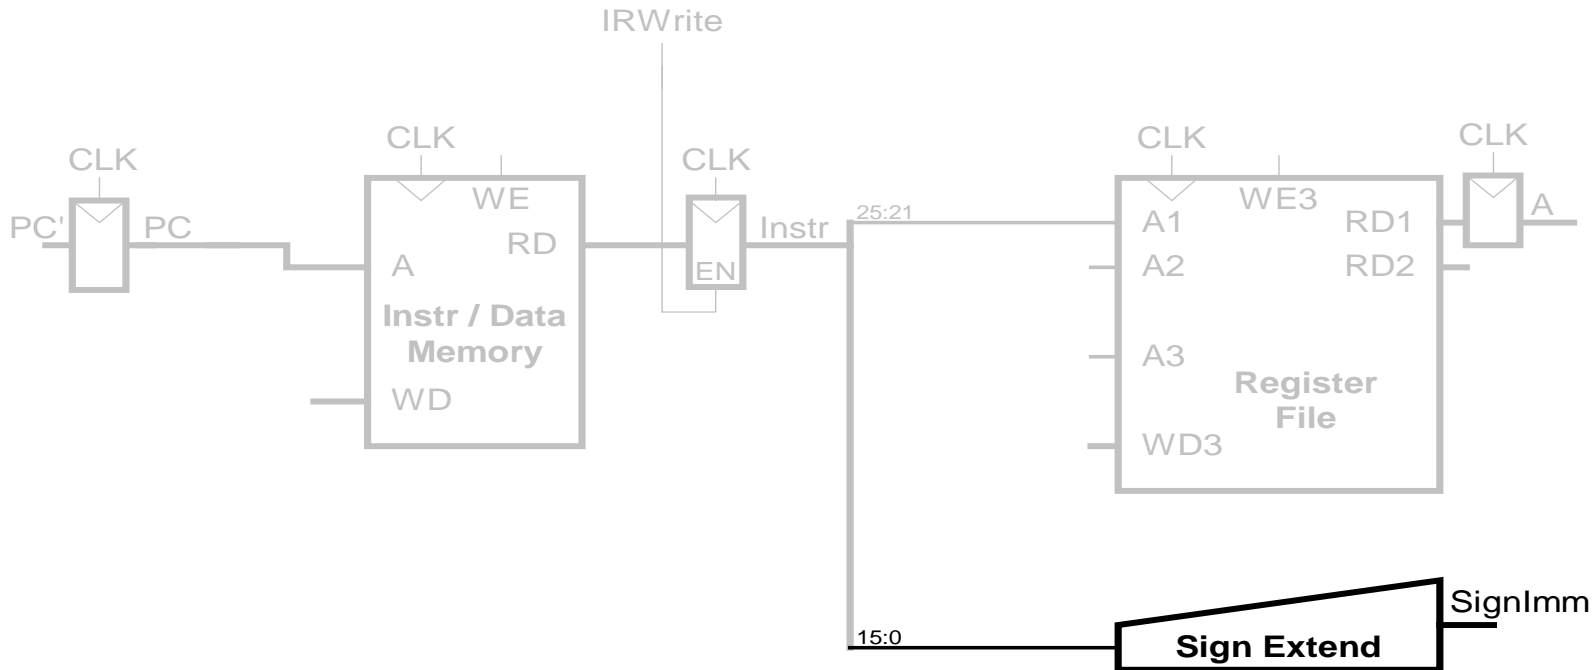 IRWrite
CLK
CLK
CLK
CLK
CLK
PC'
PC
WE
A
RD
Instr / Data
Memory
WD
EN
Instr
25:21
A1
WE3
RD1
A
A2
RD2
A3
Register
File
WD3
15:0
Sign Extend
SignImm